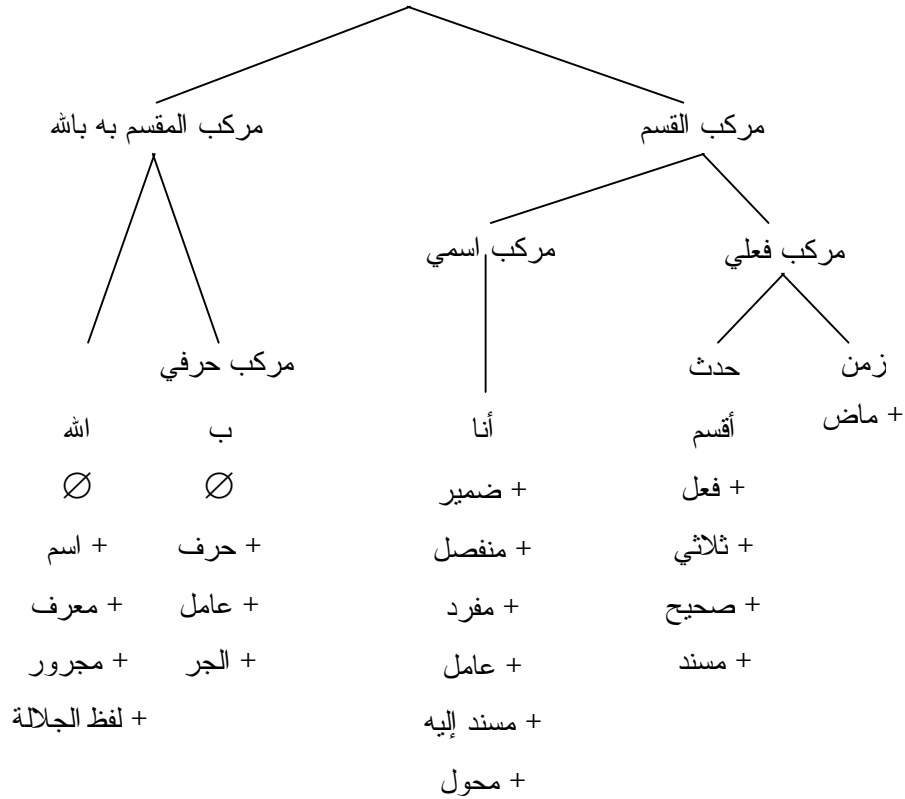 مركب القسم
مركب المقسم به بالله
مركب فعلي
مركب اسمي
زمن
حدث
مركب حرفي
+ ماض
أقسم
أنا
ب
الله
+ فعل
+ ضمير
∅
∅
+ ثلاثي
+ منفصل
+ حرف
+ اسم
+ صحيح
+ مفرد
+ عامل
+ معرف
+ مسند
+ عامل
+ الجر
+ مجرور
+ مسند إليه
+ لفظ الجلالة
+ محول